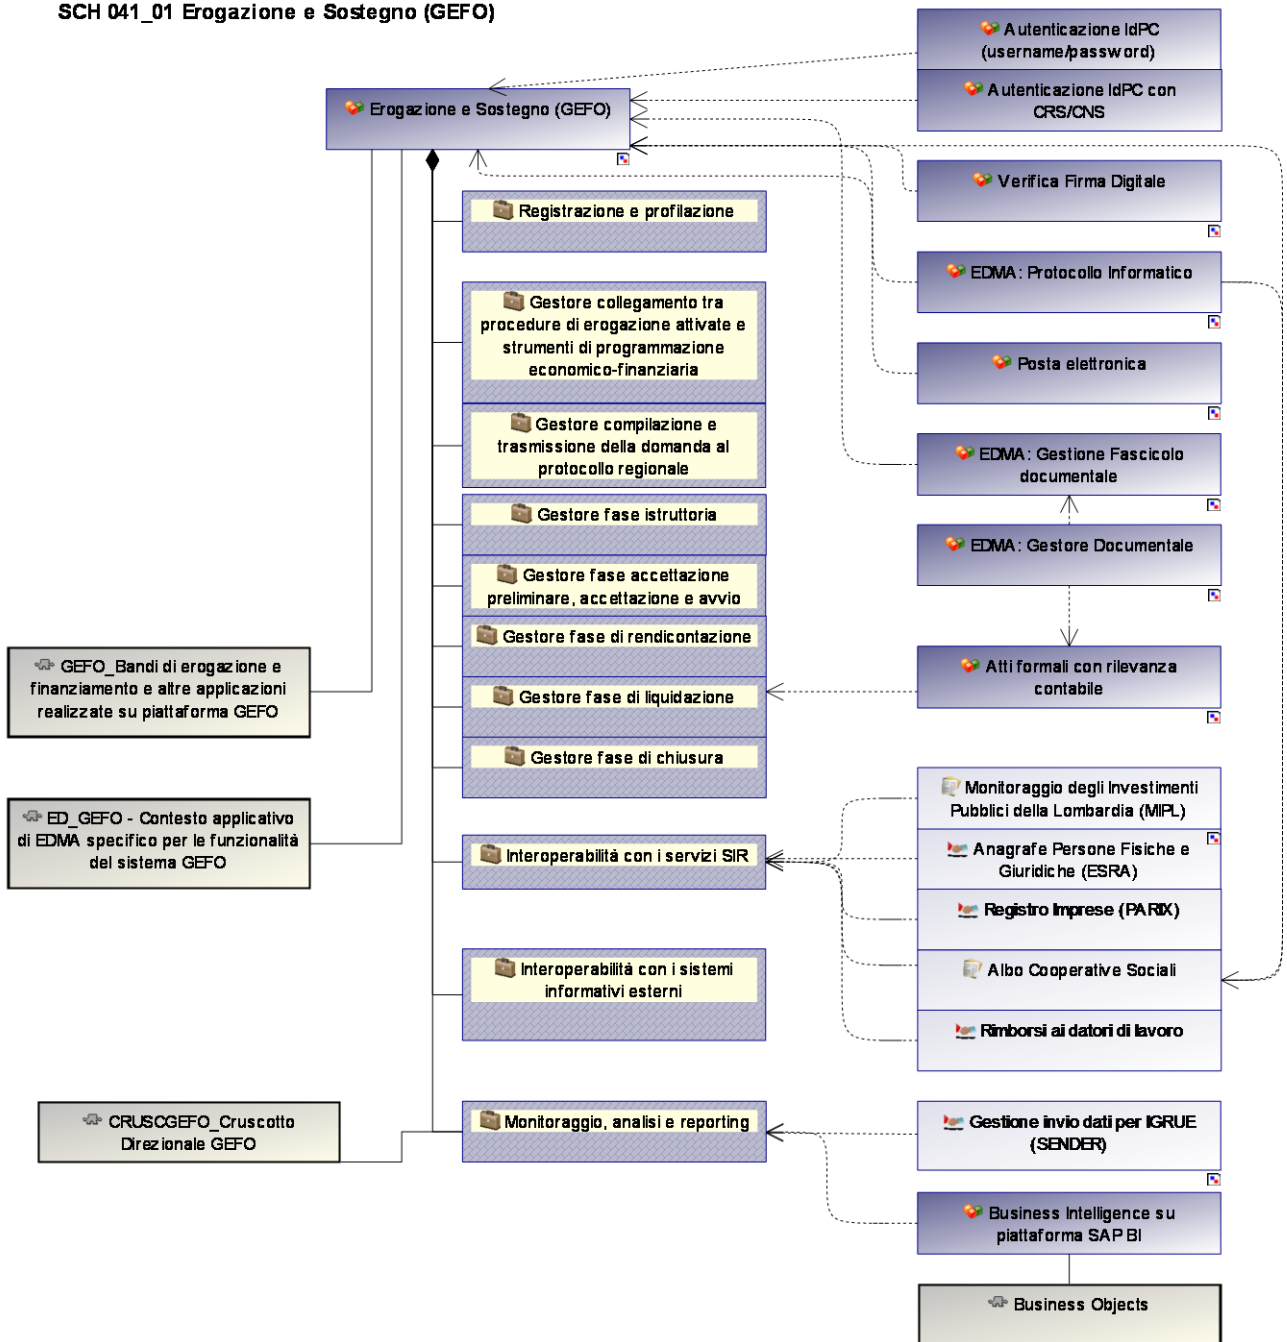 SCH 041_01 Erogazione e Sostegno (GEFO)
Autenticazione IdPC
(username/password)
Autenticazione IdPC con
CRS/CNS
Erogazione e Sostegno (GEFO)
Verifica Firma Digitale
Registrazione e profilazione
EDMA: Protocollo Informatico
Gestore collegamento tra
procedure di erogazione attivate e
strumenti di programmazione
economico-finanziaria
Posta elettronica
Gestore compilazione e
trasmissione della domanda al
protocollo regionale
EDMA: Gestione Fascicolo
documentale
Gestore fase istruttoria
EDMA: Gestore Documentale
Gestore fase accettazione
preliminare, accettazione e avvio
Gestore fase di rendicontazione
GEFO_Bandi di erogazione e
finanziamento e altre applicazioni
realizzate su piattaforma GEFO
Atti formali con rilevanza
contabile
Gestore fase di liquidazione
Gestore fase di chiusura
ED_GEFO - Contesto applicativo
di EDMA specifico per le funzionalità
del sistema GEFO
Monitoraggio degli Investimenti
Pubblici della Lombardia (MIPL)
Interoperabilità con i servizi SIR
Anagrafe Persone Fisiche e
Giuridiche (ESRA)
Registro Imprese (PARIX)
Interoperabilità con i sistemi
informativi esterni
Albo Cooperative Sociali
Rimborsi ai datori di lavoro
CRUSCGEFO_Cruscotto
Direzionale GEFO
Monitoraggio, analisi e reporting
Gestione invio dati per IGRUE
(SENDER)
Business Intelligence su
piattaforma SAP BI
Business Objects